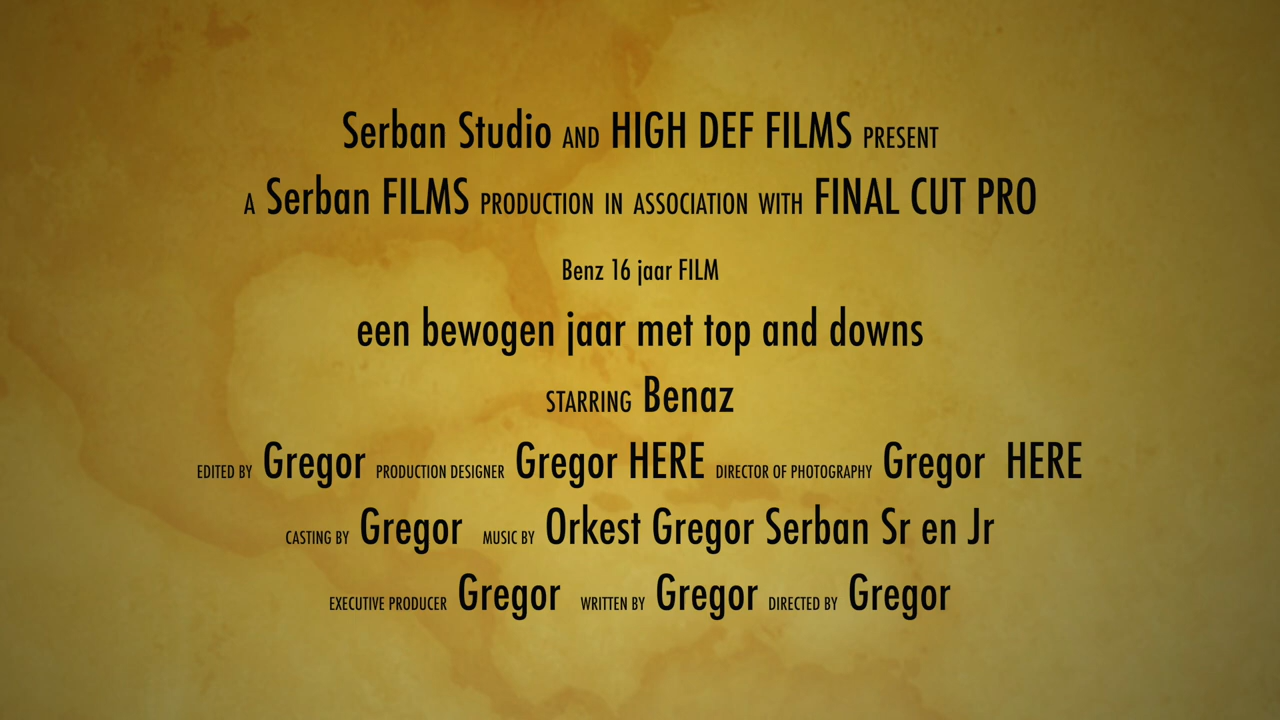 Serban Studio AND HIGH DEF FILMS PRESENT
A Serban FILMS PRODUCTION IN ASSOCIATION WITH FINAL CUT PRO
Benz 16 jaar FILM
een bewogen jaar met top and downs
STARRING Benaz
EDITED BY Gregor PRODUCTION DESIGNER Gregor HERE DIRECTOR OF PHOTOGRAPHY Gregor HERE
CASTING BY Gregor MUSIC BY Orkest Gregor Serban Sr en Jr
EXECUTIVE PRODUCER Gregor WRITTEN BY Gregor DIRECTED BY Gregor